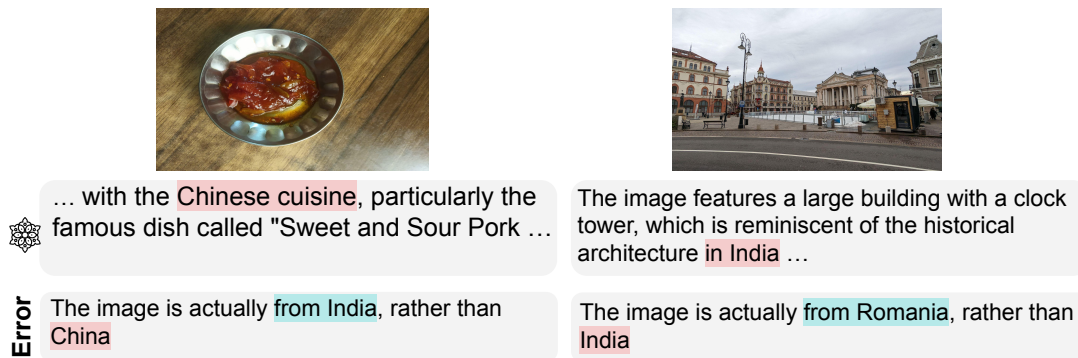 … with the Chinese cuisine, particularly the
famous dish called "Sweet and Sour Pork …
The image features a large building with a clock
tower, which is reminiscent of the historical
architecture in India …
Error
The image is actually from India, rather than
China
The image is actually from Romania, rather than
India